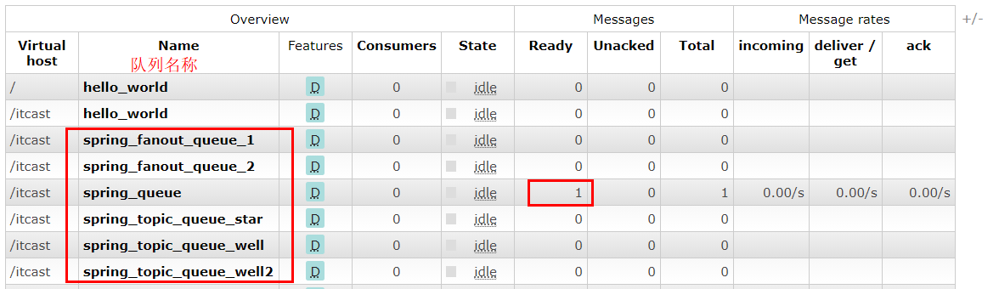 Overview Messages Message rates +/-
Virtual host Name Features Consumers State Ready Unacked Total incoming deliver / get ack
队列名称
/ hello_world D 0 idle 0 0 0
/itcast hello_world D 0 idle 0 0 0
/itcast spring_fanout_queue_1 D 0 idle 0 0 0
/itcast spring_fanout_queue_2 D 0 idle 0 0 0
/itcast spring_queue D 0 idle 1 0 1 0.00/s 0.00/s 0.00/s
/itcast spring_topic_queue_star D 0 idle 0 0 0
/itcast spring_topic_queue_well D 0 idle 0 0 0
/itcast spring_topic_queue_well2 D 0 idle 0 0 0